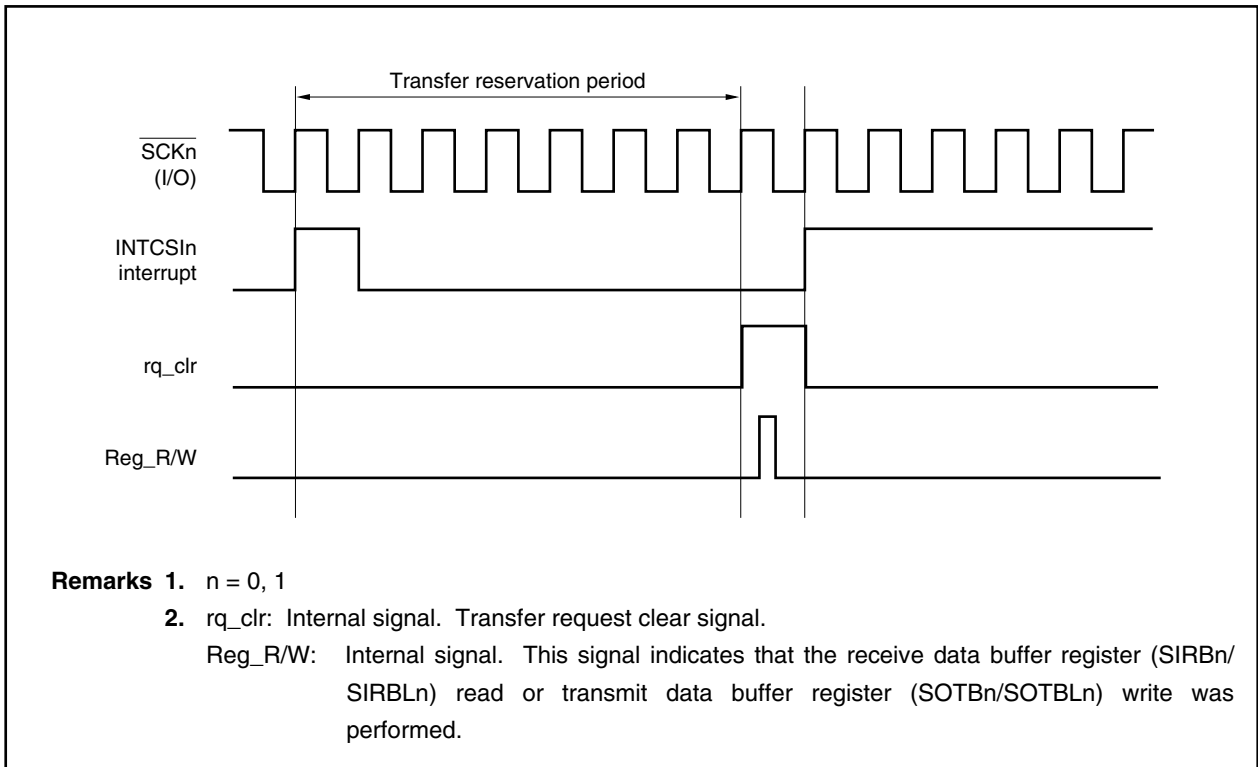 Transfer reservation period
SCKn
(I/O)
INTCSIn
interrupt
rq_clr
Reg_R/W
Remarks 1. n = 0, 1
2. rq_clr: Internal signal. Transfer request clear signal.
Reg_R/W: Internal signal. This signal indicates that the receive data buffer register (SIRBn/
SIRBLn) read or transmit data buffer register (SOTBn/SOTBLn) write was
performed.